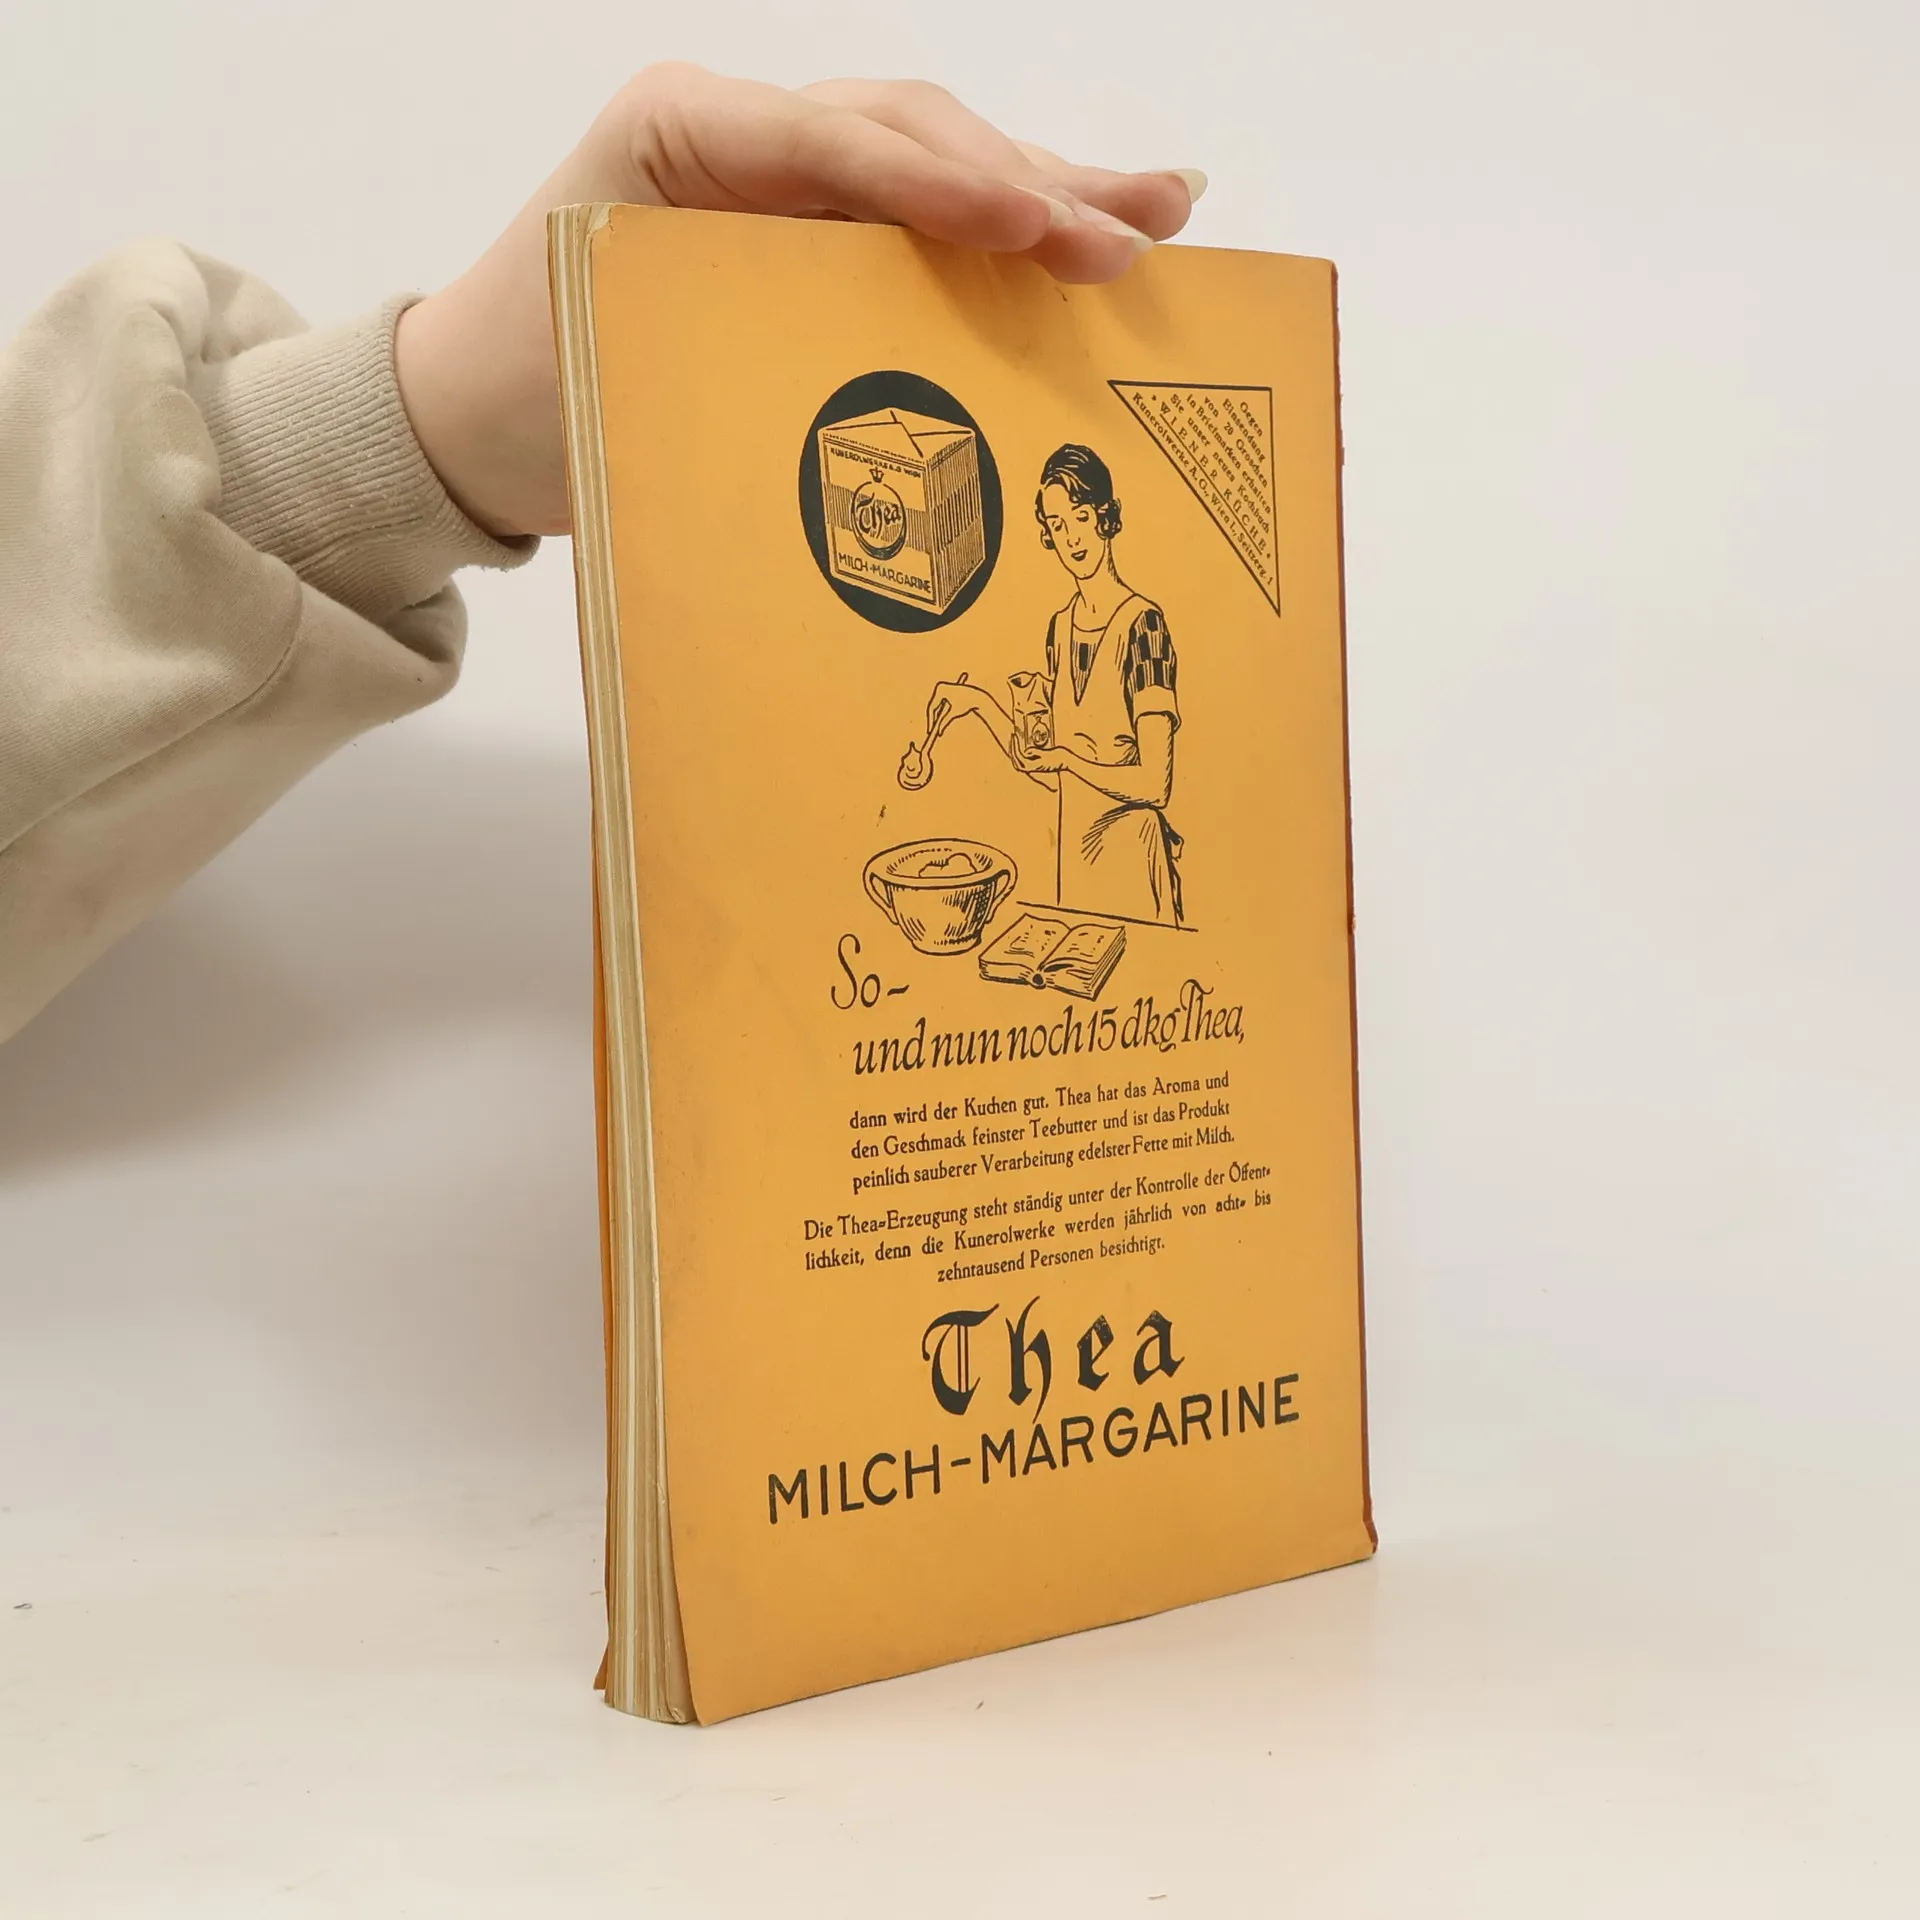 KUNEROLWERKE A.G. WIEN
Thea
MILCH-MARGARINE
Gegen
Einsendung
von 20 Groschen
in Briefmarken erhalten
Sie unser neues Kochbuch
* WIENER KÜCHE *
Kunerolwerke A.G., Wien I., Seitzerg. 1
So-
und nun noch 15 dkg Thea,
dann wird der Kuchen gut. Thea hat das Aroma und
den Geschmack feinster Teebutter und ist das Produkt
peinlich sauberer Verarbeitung edelster Fette mit Milch.
Die Thea-Erzeugung steht ständig unter der Kontrolle der Öffent-
lichkeit, denn die Kunerolwerke werden jährlich von acht- bis
zehntausend Personen besichtigt.
Thea
MILCH-MARGARINE